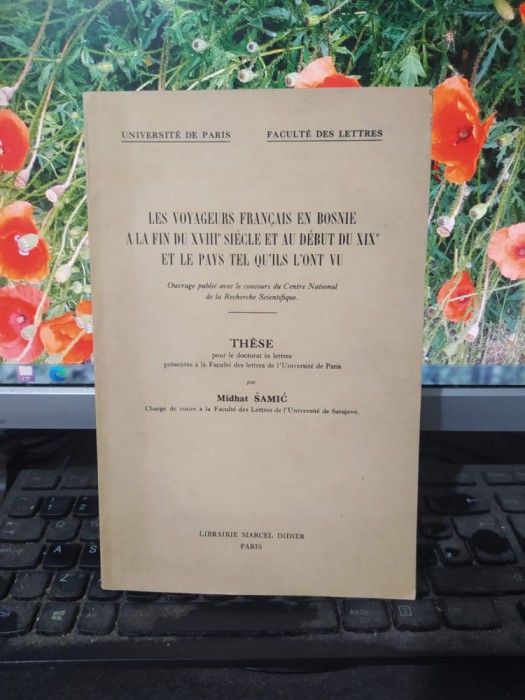 UNIVERSITÉ DE PARIS FACULTÉ DES LETTRES
LES VOYAGEURS FRANÇAIS EN BOSNIE
A LA FIN DU XVIIIe SIÈCLE ET AU DÉBUT DU XIXe
ET LE PAYS TEL QU'ILS L'ONT VU
Ouvrage publié avec le concours du Centre National
de la Recherche Scientifique.
THÈSE
pour le doctorat ès lettres
présentée à la Faculté des lettres de l'Université de Paris
par
Midhat ŠAMIĆ
Chargé de cours à la Faculté des Lettres de l'Université de Sarajevo.
LIBRAIRIE MARCEL DIDIER
PARIS